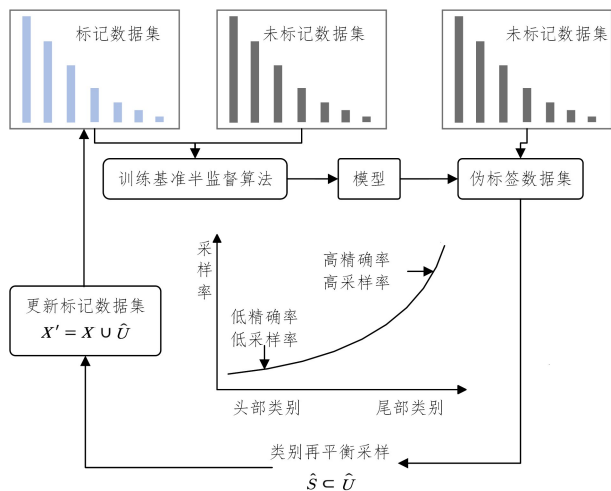 标记数据集
未标记数据集
未标记数据集
训练基准半监督算法
模型
伪标签数据集
采样率
高精确率
高采样率
低精确率
低采样率
头部类别
尾部类别
更新标记数据集
X′ = X ∪ Û
类别再平衡采样
Ŝ ⊂ Û